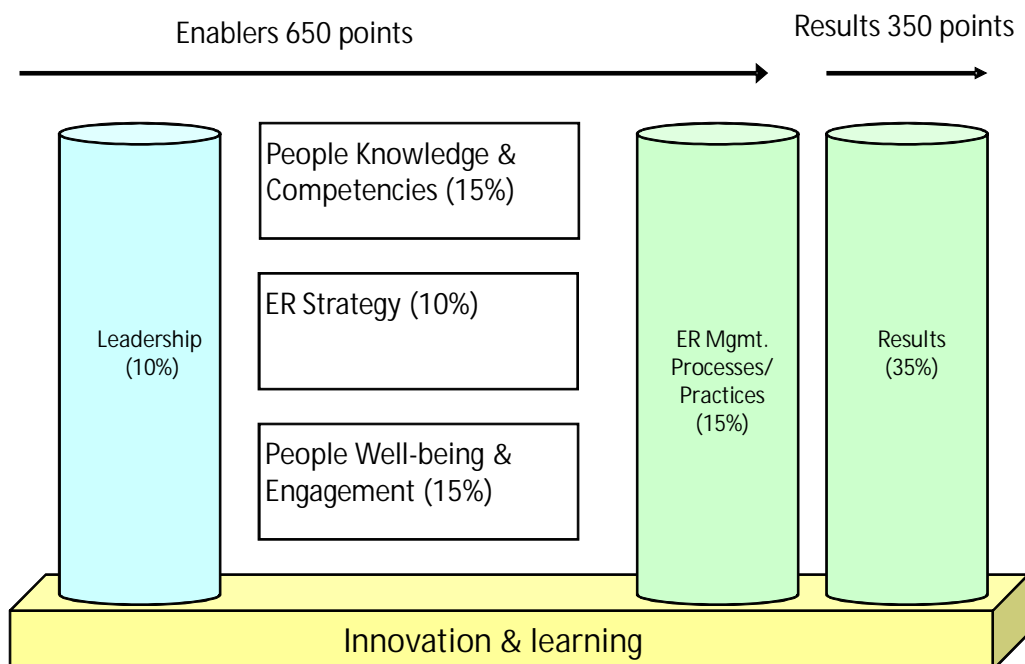 Enablers 650 points
Results 350 points
People Knowledge &
Competencies (15%)
ER Strategy (10%)
People Well-being &
Engagement (15%)
Leadership
(10%)
ER Mgmt.
Processes/
Practices
(15%)
Results
(35%)
Innovation & learning